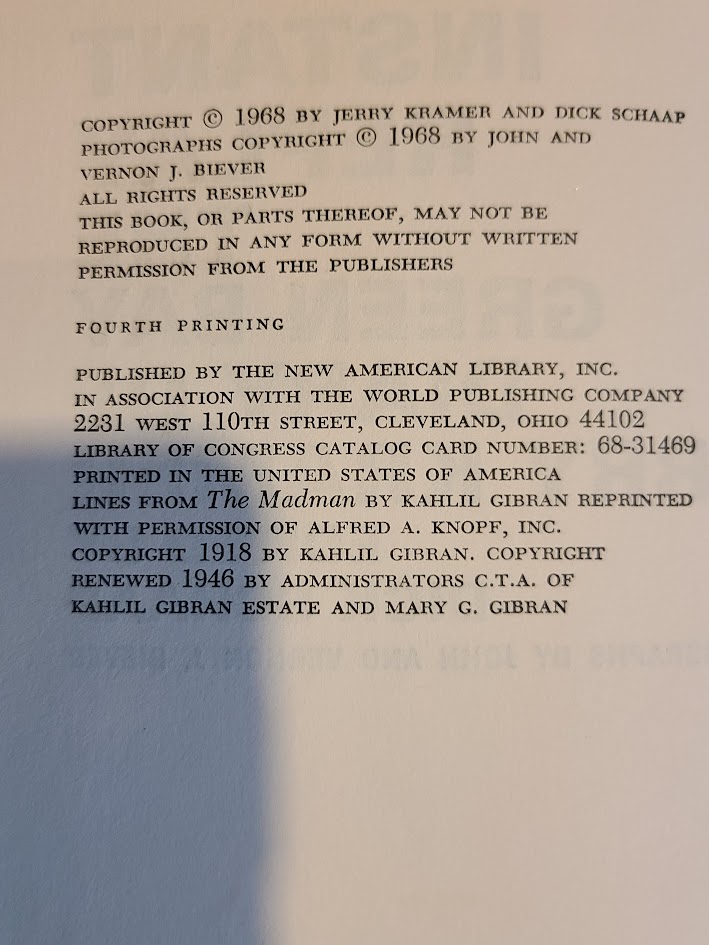 COPYRIGHT © 1968 BY JERRY KRAMER AND DICK SCHAAP
PHOTOGRAPHS COPYRIGHT © 1968 BY JOHN AND
VERNON J. BIEVER
ALL RIGHTS RESERVED
THIS BOOK, OR PARTS THEREOF, MAY NOT BE
REPRODUCED IN ANY FORM WITHOUT WRITTEN
PERMISSION FROM THE PUBLISHERS
FOURTH PRINTING
PUBLISHED BY THE NEW AMERICAN LIBRARY, INC.
IN ASSOCIATION WITH THE WORLD PUBLISHING COMPANY
2231 WEST 110TH STREET, CLEVELAND, OHIO 44102
LIBRARY OF CONGRESS CATALOG CARD NUMBER: 68-31469
PRINTED IN THE UNITED STATES OF AMERICA
LINES FROM The Madman BY KAHLIL GIBRAN REPRINTED
WITH PERMISSION OF ALFRED A. KNOPF, INC.
COPYRIGHT 1918 BY KAHLIL GIBRAN. COPYRIGHT
RENEWED 1946 BY ADMINISTRATORS C.T.A. OF
KAHLIL GIBRAN ESTATE AND MARY G. GIBRAN